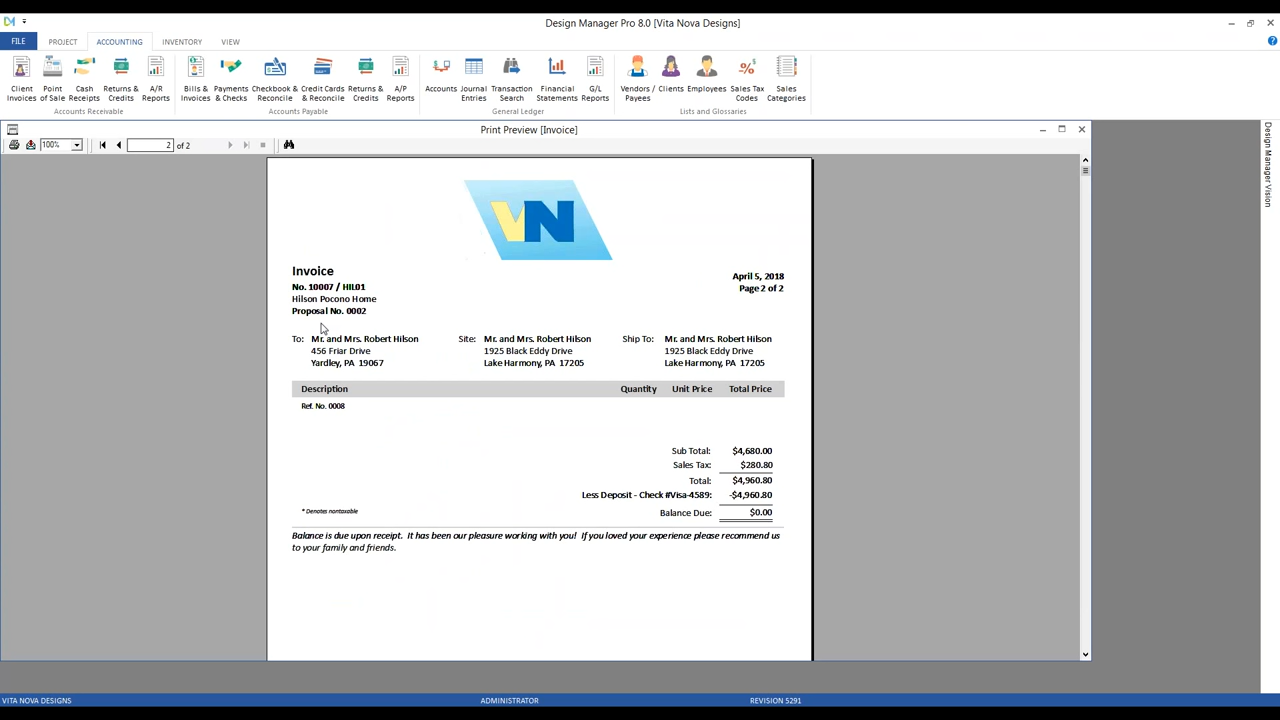 Design Manager Pro 8.0 [Vita Nova Designs]
FILE PROJECT ACCOUNTING INVENTORY VIEW
Client Invoices
Point of Sale
Cash Receipts
Returns & Credits
A/R Reports
Bills & Invoices
Payments & Checks
Checkbook & Reconcile
Credit Cards & Reconcile
Returns & Credits
A/P Reports
Accounts
Journal Entries
Transaction Search
Financial Statements
G/L Reports
Vendors / Payees
Clients
Employees
Sales Tax Codes
Sales Categories
Accounts Receivable
Accounts Payable
General Ledger
Lists and Glossaries
Print Preview [Invoice]
100% 2 of 2
Design Manager Vision
VN
Invoice
No. 10007 / HIL01
Hilson Pocono Home
Proposal No. 0002
April 5, 2018
Page 2 of 2
To: Mr. and Mrs. Robert Hilson
456 Friar Drive
Yardley, PA 19067
Site: Mr. and Mrs. Robert Hilson
1925 Black Eddy Drive
Lake Harmony, PA 17205
Ship To: Mr. and Mrs. Robert Hilson
1925 Black Eddy Drive
Lake Harmony, PA 17205
Description Quantity Unit Price Total Price
Ref. No. 0008
Sub Total: $4,680.00
Sales Tax: $280.80
Total: $4,960.80
Less Deposit - Check #Visa-4589: -$4,960.80
* Denotes nontaxable
Balance Due: $0.00
Balance is due upon receipt. It has been our pleasure working with you! If you loved your experience please recommend us
to your family and friends.
VITA NOVA DESIGNS ADMINISTRATOR REVISION 5291